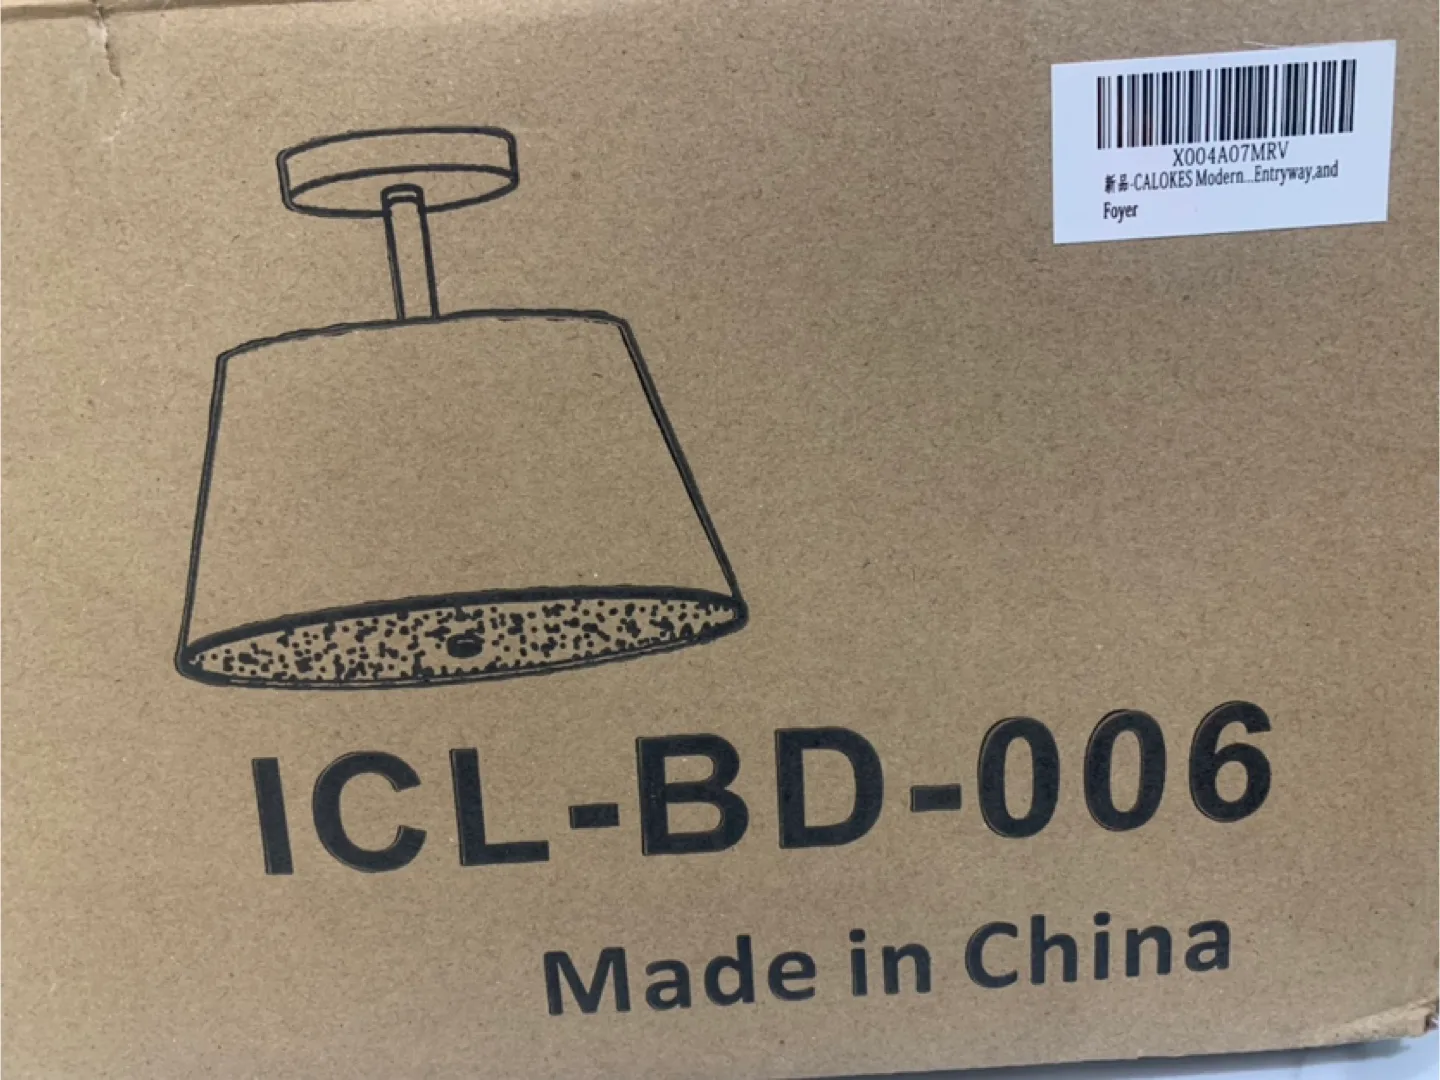 X004A07MRV
新品-CALOKES Modern...Entryway,and
Foyer
ICL-BD-006
Made in China